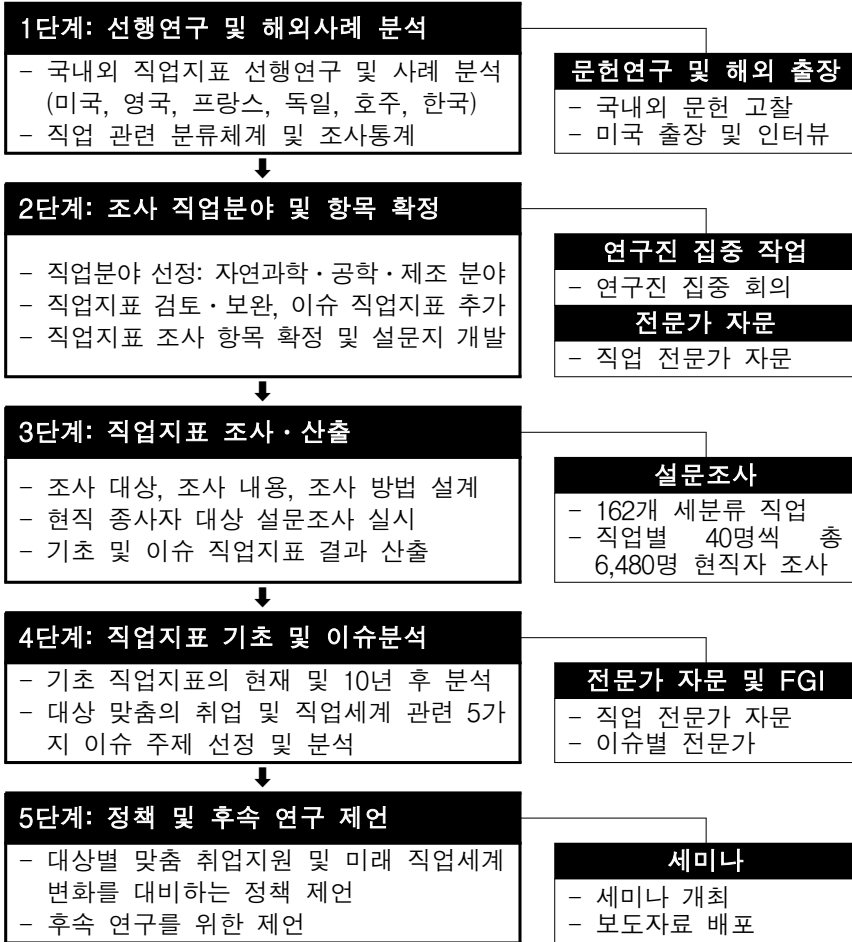 1단계: 선행연구 및 해외사례 분석
- 국내외 직업지표 선행연구 및 사례 분석
(미국, 영국, 프랑스, 독일, 호주, 한국)
- 직업 관련 분류체계 및 조사통계
문헌연구 및 해외 출장
- 국내외 문헌 고찰
- 미국 출장 및 인터뷰
2단계: 조사 직업분야 및 항목 확정
- 직업분야 선정: 자연과학·공학·제조 분야
- 직업지표 검토·보완, 이슈 직업지표 추가
- 직업지표 조사 항목 확정 및 설문지 개발
연구진 집중 작업
- 연구진 집중 회의
전문가 자문
- 직업 전문가 자문
3단계: 직업지표 조사·산출
- 조사 대상, 조사 내용, 조사 방법 설계
- 현직 종사자 대상 설문조사 실시
- 기초 및 이슈 직업지표 결과 산출
설문조사
- 162개 세분류 직업
- 직업별 40명씩 총
6,480명 현직자 조사
4단계: 직업지표 기초 및 이슈분석
- 기초 직업지표의 현재 및 10년 후 분석
- 대상 맞춤의 취업 및 직업세계 관련 5가
지 이슈 주제 선정 및 분석
전문가 자문 및 FGI
- 직업 전문가 자문
- 이슈별 전문가
5단계: 정책 및 후속 연구 제언
- 대상별 맞춤 취업지원 및 미래 직업세계
변화를 대비하는 정책 제언
- 후속 연구를 위한 제언
세미나
- 세미나 개최
- 보도자료 배포